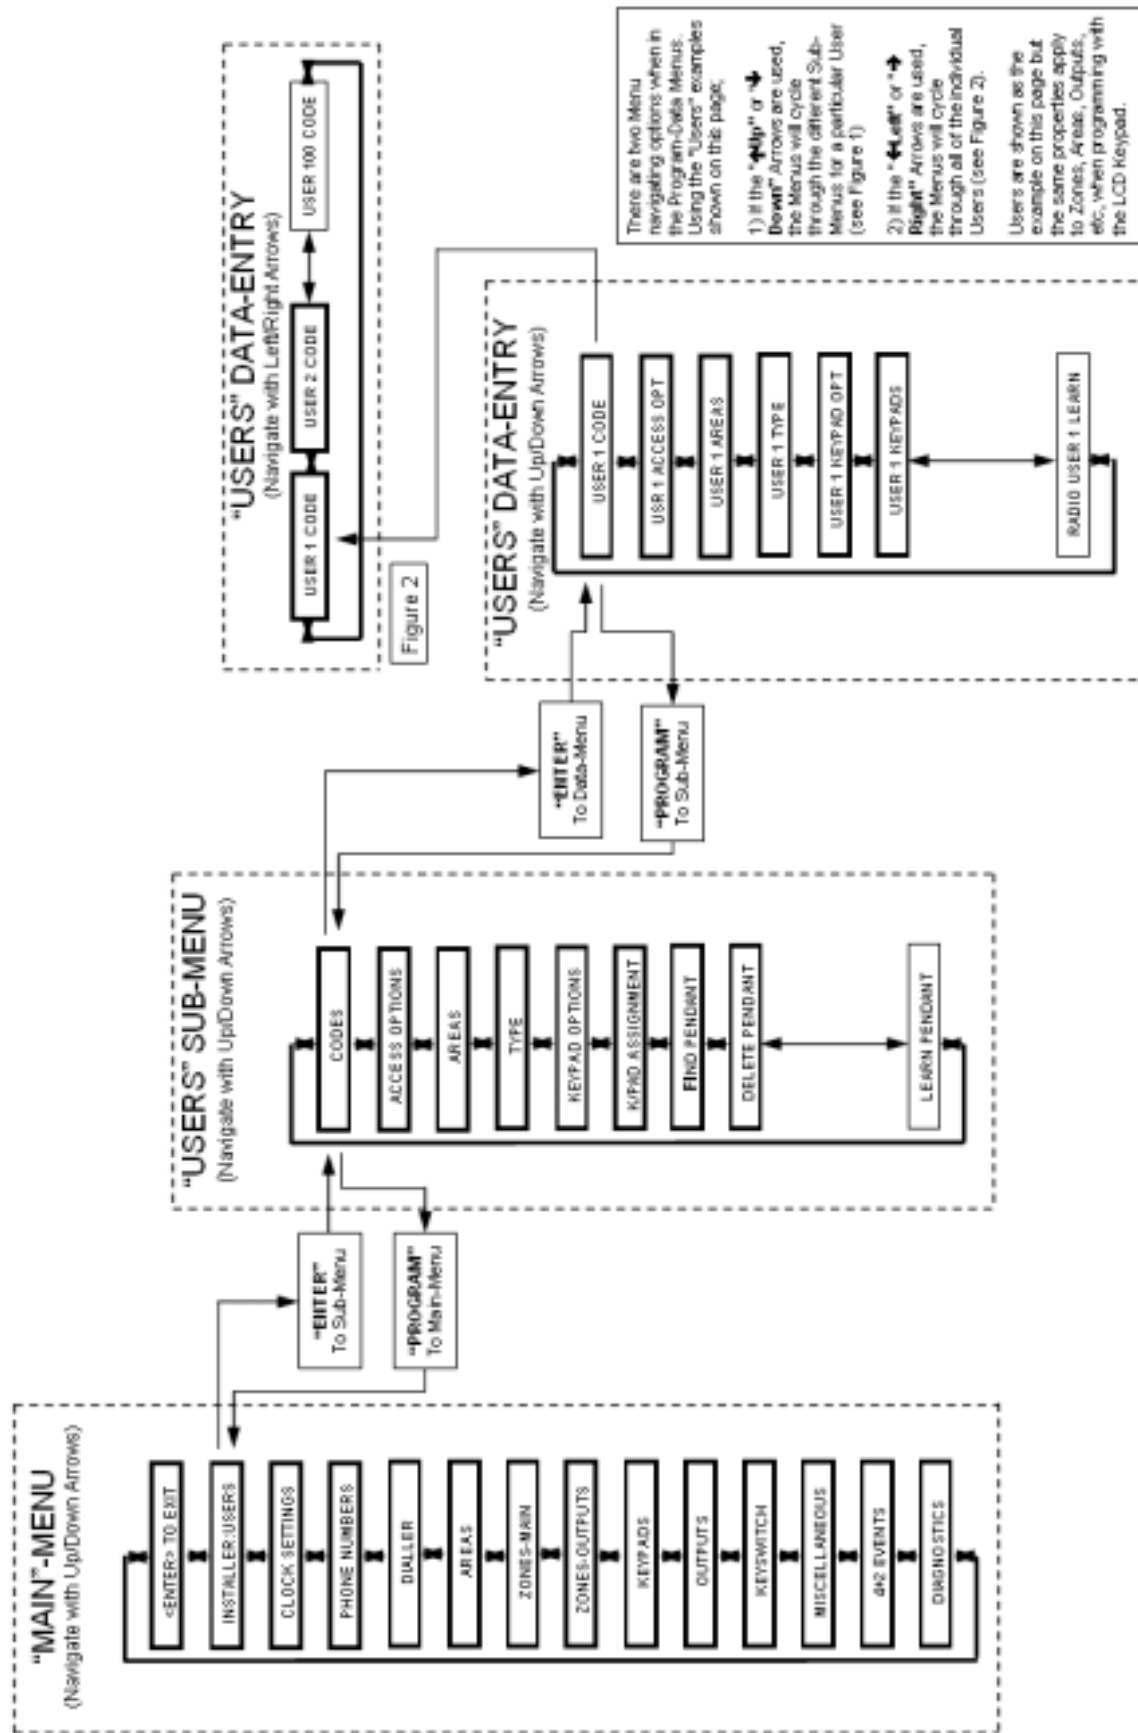 "MAIN"-MENU
(Navigate with Up/Down Arrows)
<ENTER> TO EXIT
INSTALLER:USERS
CLOCK SETTINGS
PHONE NUMBERS
DIALLER
AREAS
ZONES-MAIN
ZONES-OUTPUTS
KEYPADS
OUTPUTS
KEYSWITCH
MISCELLANEOUS
4+2 EVENTS
DIAGNOSTICS
"ENTER"
To Sub-Menu
"PROGRAM"
To Main-Menu
"USERS" SUB-MENU
(Navigate with Up/Down Arrows)
CODES
ACCESS OPTIONS
AREAS
TYPE
KEYPAD OPTIONS
K/PAD ASSIGNMENT
FIND PENDANT
DELETE PENDANT
LEARN PENDANT
"ENTER"
To Data-Menu
"PROGRAM"
To Sub-Menu
"USERS" DATA-ENTRY
(Navigate with Up/Down Arrows)
USER 1 CODE
USR 1 ACCESS OPT
USER 1 AREAS
USER 1 TYPE
USER 1 KEYPAD OPT
USER 1 KEYPADS
RADIO USER 1 LEARN
"USERS" DATA-ENTRY
(Navigate with Left/Right Arrows)
USER 1 CODE
USER 2 CODE
USER 100 CODE
Figure 2
There are two Menu
navigating options when in
the Program-Data Menus.
Using the "Users" examples
shown on this page;
1) If the "↑Up" or "↓
Down" Arrows are used,
the Menus will cycle
through the different Sub-
Menus for a particular User
(see Figure 1)
2) If the "←Left" or "→
Right" Arrows are used,
the Menus will cycle
through all of the individual
Users (see Figure 2).
Users are shown as the
example on this page but
the same properties apply
to Zones, Areas, Outputs,
etc, when programming with
the LCD Keypad.